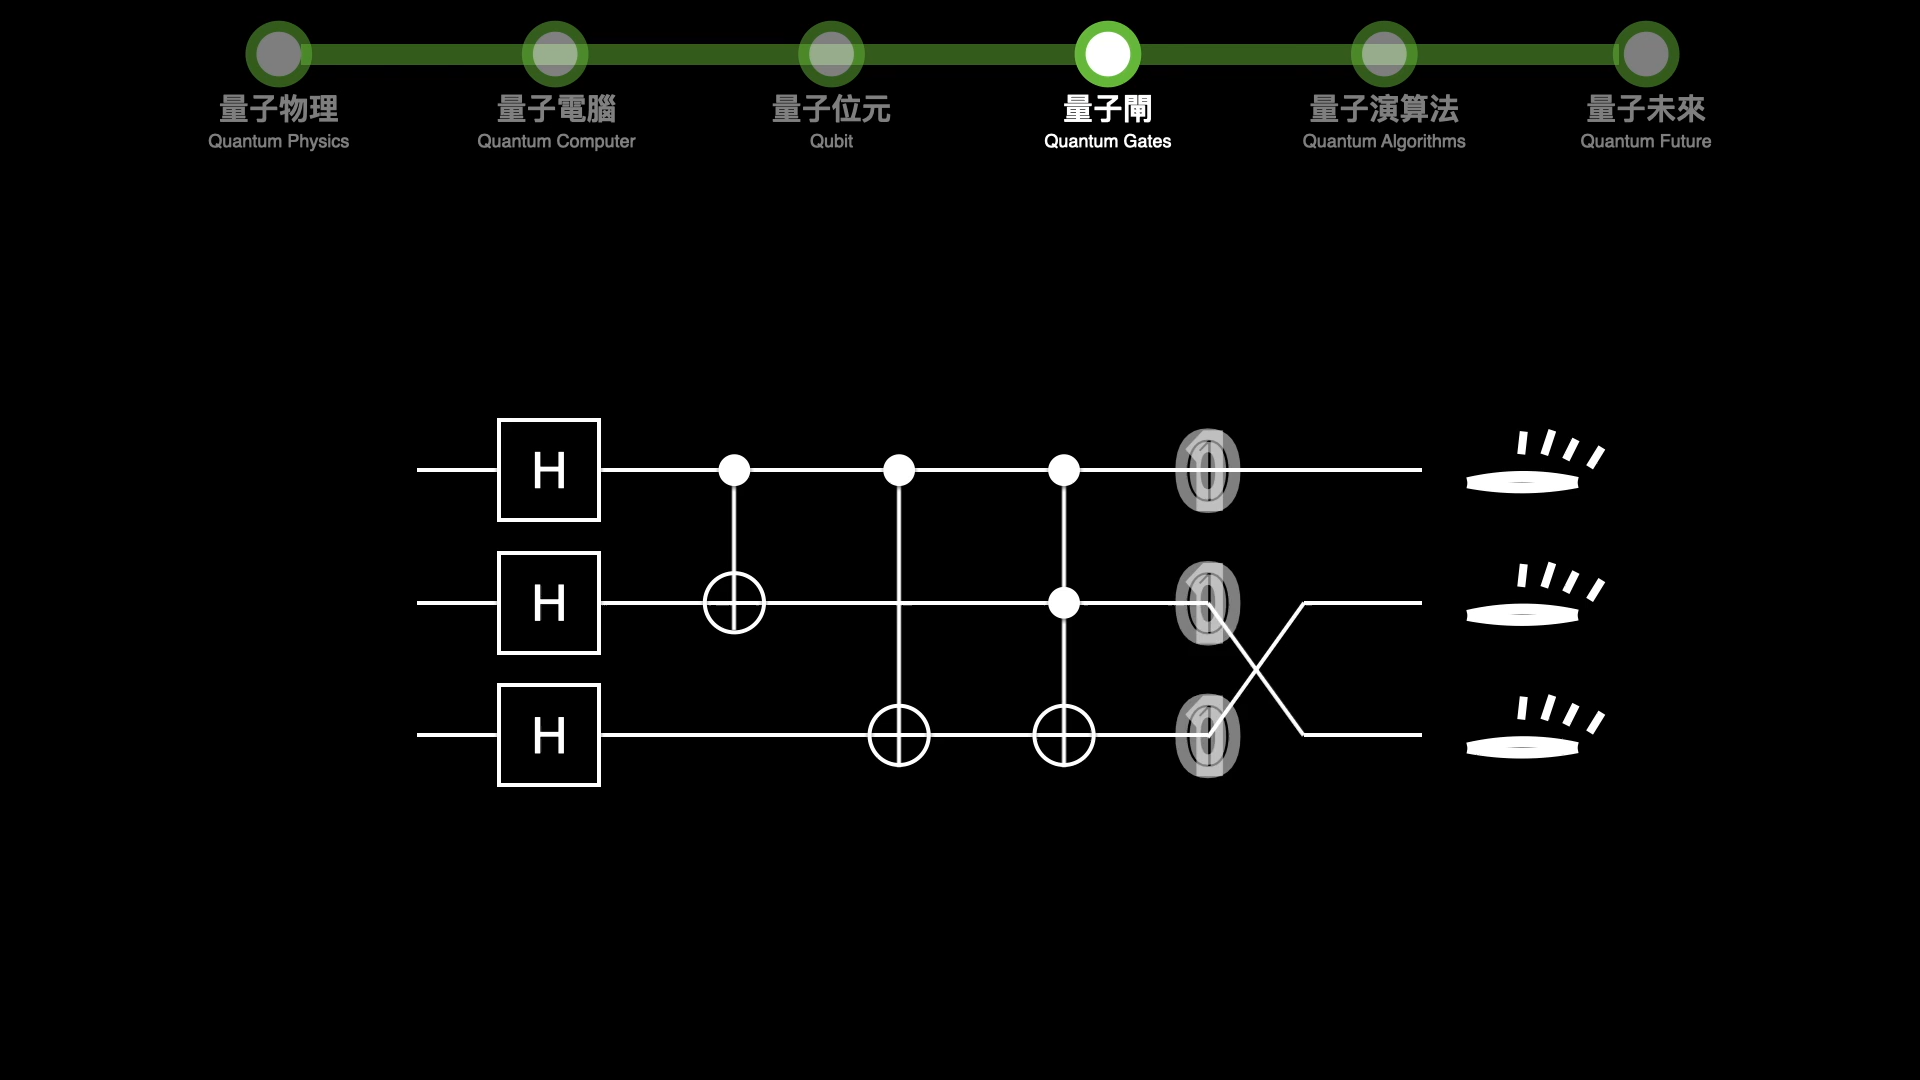 量子物理
Quantum Physics
量子電腦
Quantum Computer
量子位元
Qubit
量子閘
Quantum Gates
量子演算法
Quantum Algorithms
量子未來
Quantum Future
H
H
H